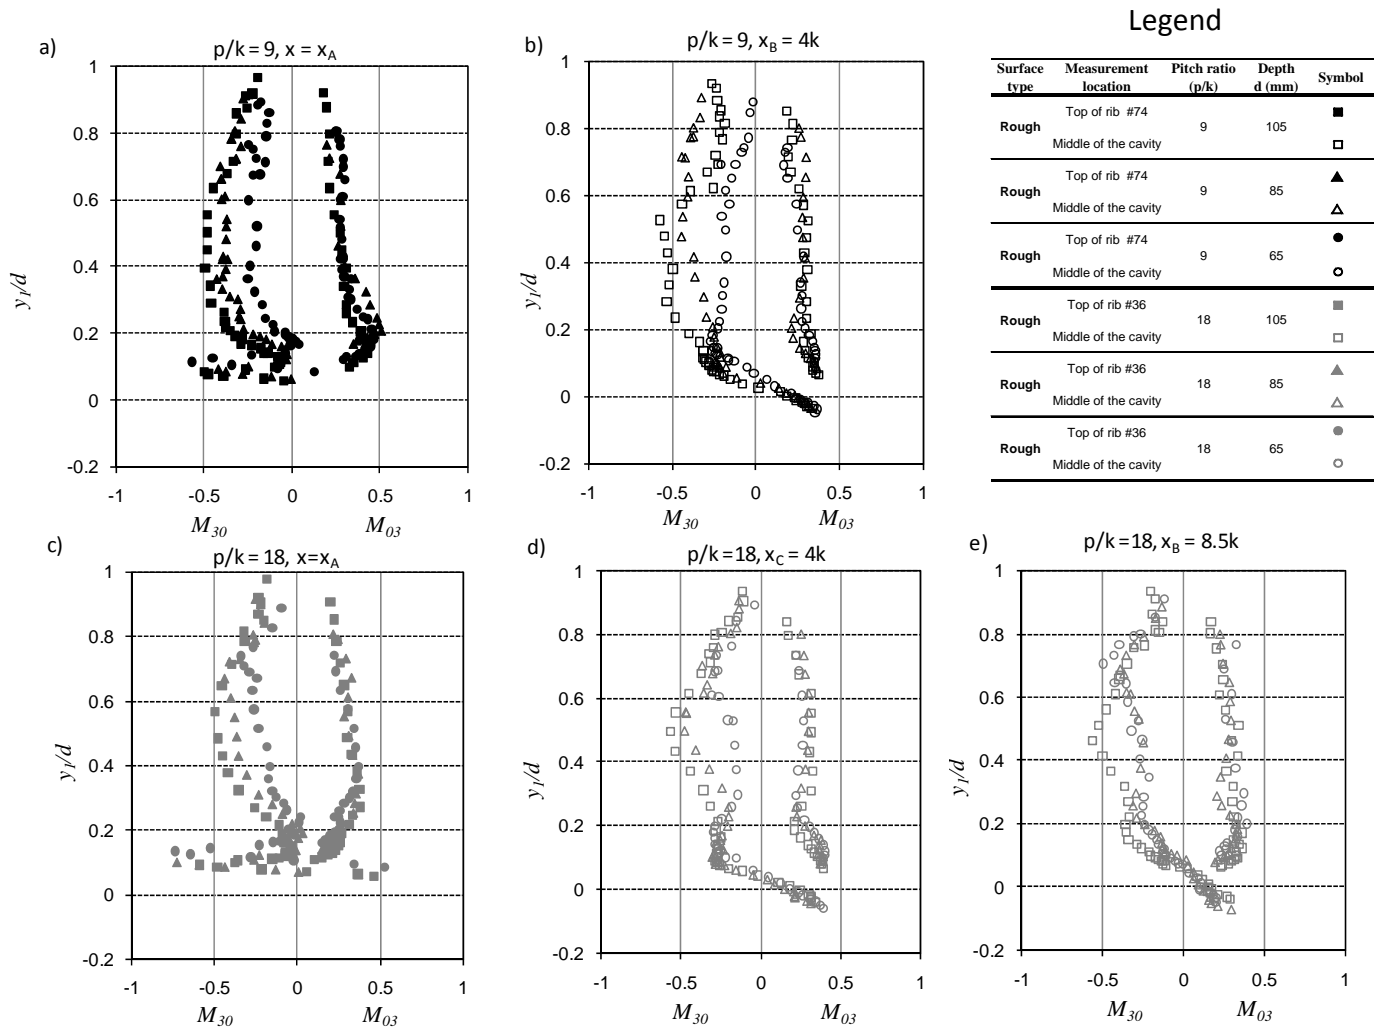 Legend
a)
p/k = 9, x = xA
b)
p/k = 9, xB = 4k
Surface type Measurement location Pitch ratio (p/k) Depth d (mm) Symbol
Top of rib #74
Rough 9 105
Middle of the cavity
Top of rib #74
Rough 9 85
Middle of the cavity
Top of rib #74
Rough 9 65
Middle of the cavity
Top of rib #36
Rough 18 105
Middle of the cavity
Top of rib #36
Rough 18 85
Middle of the cavity
Top of rib #36
Rough 18 65
Middle of the cavity
1
0.8
0.6
0.4
0.2
0
-0.2
y1/d
-1 -0.5 0 0.5 1
M30 M03
1
0.8
0.6
0.4
0.2
0
-0.2
y1/d
-1 -0.5 0 0.5 1
M30 M03
c)
p/k = 18, x=xA
1
0.8
0.6
0.4
0.2
0
-0.2
y1/d
-1 -0.5 0 0.5 1
M30 M03
d)
p/k =18, xC = 4k
1
0.8
0.6
0.4
0.2
0
-0.2
y1/d
-1 -0.5 0 0.5 1
M30 M03
e)
p/k =18, xB = 8.5k
1
0.8
0.6
0.4
0.2
0
-0.2
y1/d
-1 -0.5 0 0.5 1
M30 M03